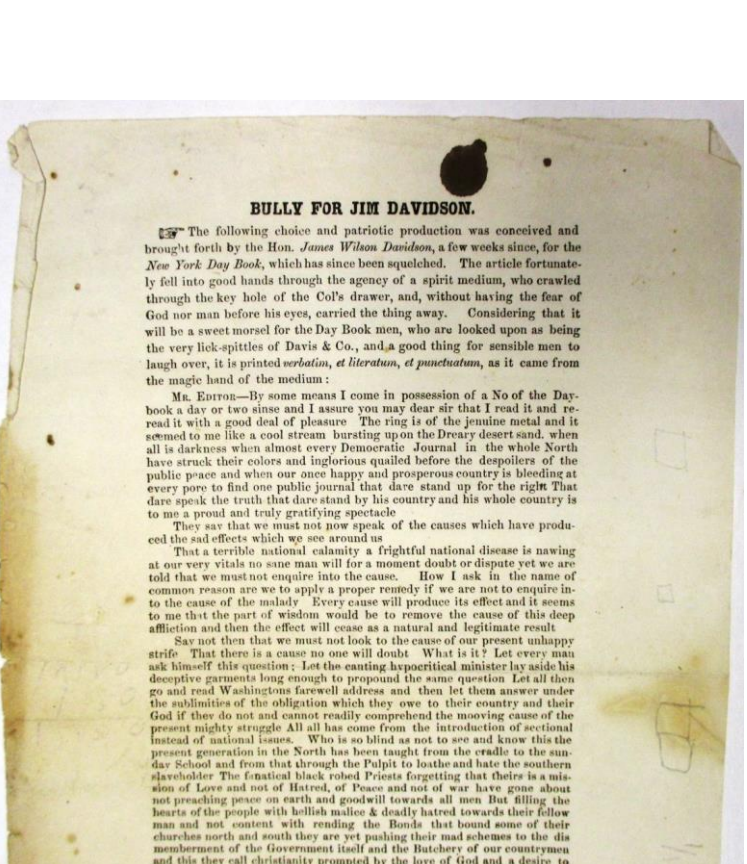 BULLY FOR JIM DAVIDSON.
☞ The following choice and patriotic production was conceived and
brought forth by the Hon. James Wilson Davidson, a few weeks since, for the
New York Day Book, which has since been squelched. The article fortunate-
ly fell into good hands through the agency of a spirit medium, who crawled
through the key hole of the Col's drawer, and, without having the fear of
God nor man before his eyes, carried the thing away. Considering that it
will be a sweet morsel for the Day Book men, who are looked upon as being
the very lick-spittles of Davis & Co., and a good thing for sensible men to
laugh over, it is printed verbatim, et literatum, et punctuatum, as it came from
the magic hand of the medium:
MR. EDITOR—By some means I come in possession of a No of the Day-
book a day or two sinse and I assure you may dear sir that I read it and re-
read it with a good deal of pleasure The ring is of the jenuine metal and it
seemed to me like a cool stream bursting upon the Dreary desert sand. when
all is darkness when almost every Democratic Journal in the whole North
have struck their colors and inglorious quailed before the despoilers of the
public peace and when our once happy and prosperous country is bleeding at
every pore to find one public journal that dare stand up for the right That
dare speak the truth that dare stand by his country and his whole country is
to me a proud and truly gratifying spectacle
They say that we must not now speak of the causes which have produ-
ced the sad effects which we see around us
That a terrible national calamity a frightful national disease is nawing
at our very vitals no sane man will for a moment doubt or dispute yet we are
told that we must not enquire into the cause. How I ask in the name of
common reason are we to apply a proper remedy if we are not to enquire in-
to the cause of the malady Every cause will produce its effect and it seems
to me that the part of wisdom would be to remove the cause of this deep
affliction and then the effect will cease as a natural and legitimate result
Say not then that we must not look to the cause of our present unhappy
strife That there is a cause no one will doubt What is it? Let every man
ask himself this question; Let the canting hypocritical minister lay aside his
deceptive garments long enough to propound the same question Let all then
go and read Washingtons farewell address and then let them answer under
the sublimities of the obligation which they owe to their country and their
God if they do not and cannot readily comprehend the mooving cause of the
present mighty struggle All all has come from the introduction of sectional
instead of national issues. Who is so blind as not to see and know this the
present generation in the North has been taught from the cradle to the sun-
day School and from that through the Pulpit to loathe and hate the southern
slaveholder The fanatical black robed Priests forgetting that theirs is a mis-
sion of Love and not of Hatred, of Peace and not of war have gone about
not preaching peace on earth and goodwill towards all men But filling the
hearts of the people with hellish malice & deadly hatred towards their fellow
man and not content with rending the Bonds that bound some of their
churches north and south they are yet pushing their mad schemes to the dis
memberment of the Government itself and the Butchery of our countrymen
and this they call christianity prompted by the love of God and a desire to